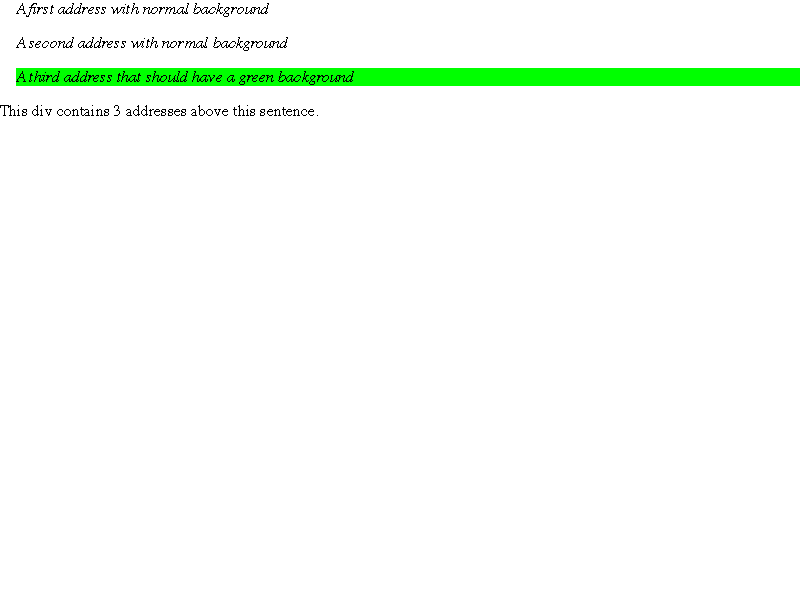 A first address with normal background
A second address with normal background
A third address that should have a green background
This div contains 3 addresses above this sentence.